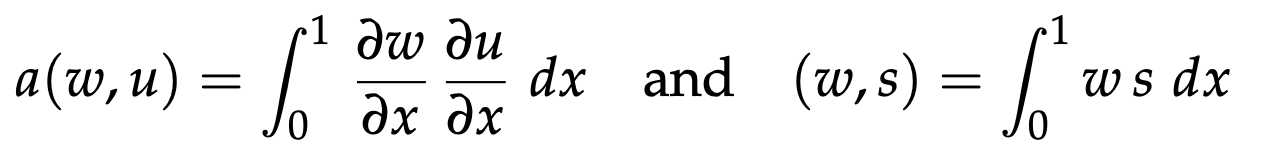 a(w, u) = ∫₀¹ ∂w/∂x ∂u/∂x dx and (w, s) = ∫₀¹ w s dx